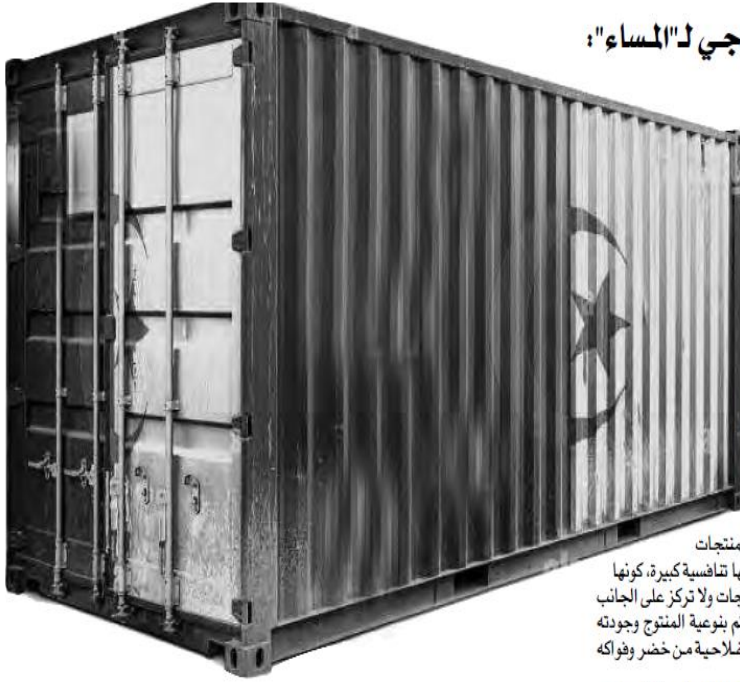 جي لـ"المساء":
منتجات
ها تنافسية كبيرة، كونها
جات ولا تركز على الجانب
تم بنوعية المنتوج وجودته
فلاحية من خضر وفواكه